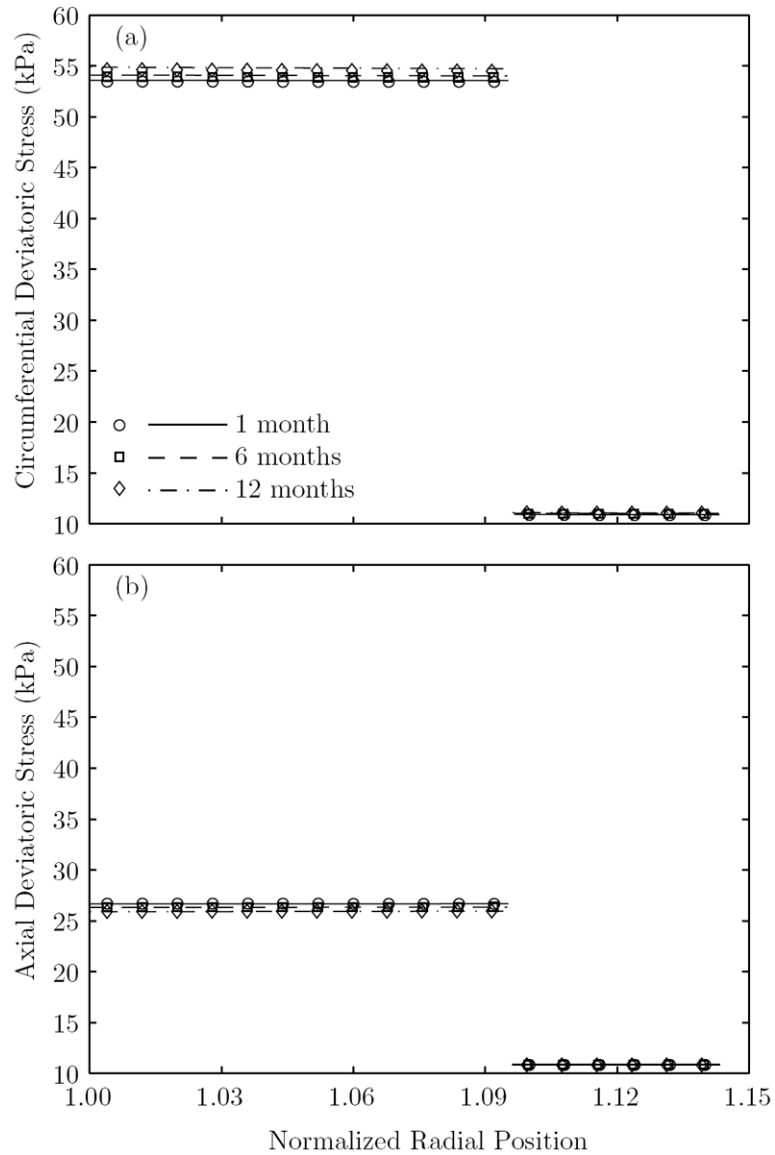 (a)
Circumferential Deviatoric Stress (kPa)
60
55
50
45
40
35
30
25
20
15
10
1 month
6 months
12 months
(b)
Axial Deviatoric Stress (kPa)
60
55
50
45
40
35
30
25
20
15
10
1.00 1.03 1.06 1.09 1.12 1.15
Normalized Radial Position